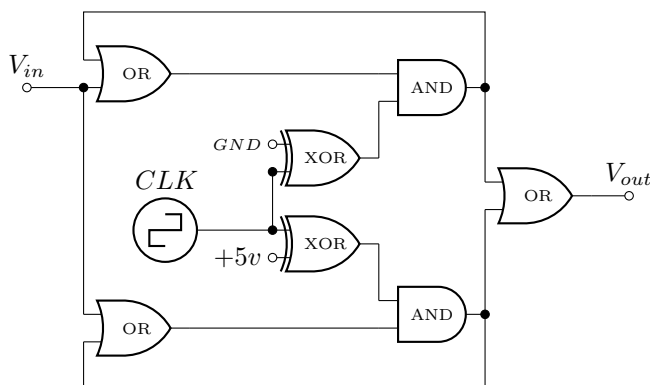 V_in
OR
AND
GND
XOR
CLK
OR
V_out
XOR
+5v
AND
OR